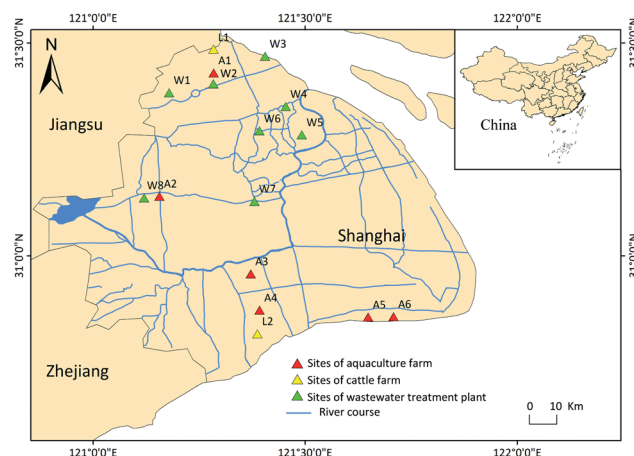 121°0'0"E 121°30'0"E 122°0'0"E
31°30'0"N
31°0'0"N
N
L1
W3
A1
W2
W1
W4
Jiangsu
W6
W5
W8
A2
W7
Shanghai
A3
A4
A5
A6
L2
Zhejiang
China
Sites of aquaculture farm
Sites of cattle farm
Sites of wastewater treatment plant
River course
0 10 Km
31°30'0"N
31°0'0"N
121°0'0"E 121°30'0"E 122°0'0"E